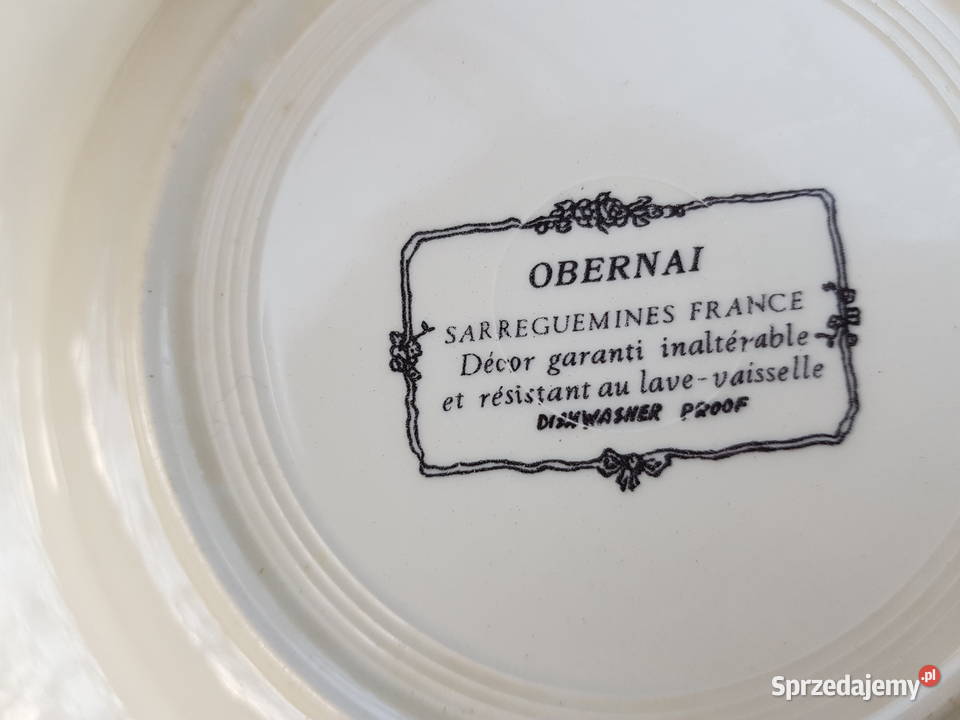 OBERNAI
SARREGUEMINES FRANCE
Décor garanti inaltérable
et résistant au lave-vaisselle
DISHWASHER PROOF
Sprzedajemy.pl